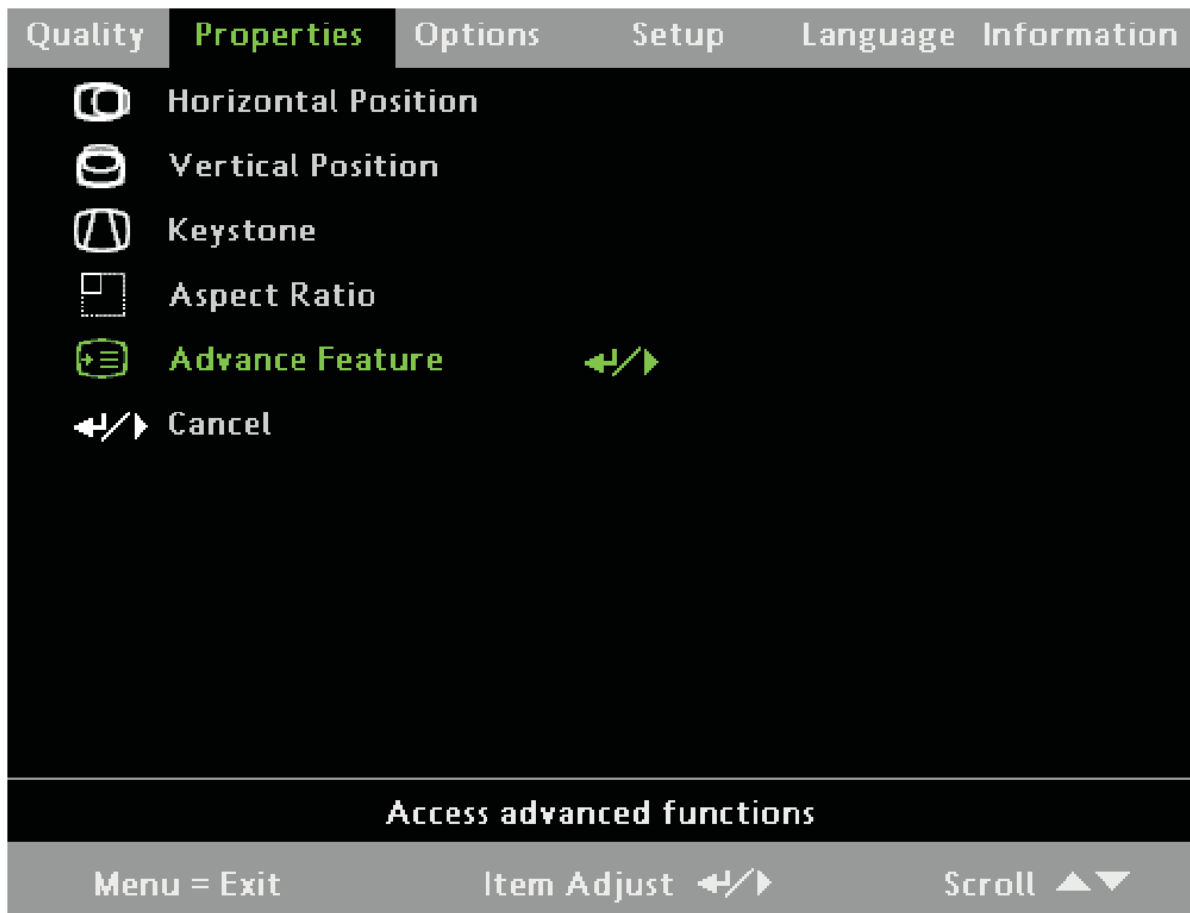 Quality Properties Options Setup Language Information
Horizontal Position
Vertical Position
Keystone
Aspect Ratio
Advance Feature
Cancel
Access advanced functions
Menu = Exit Item Adjust Scroll